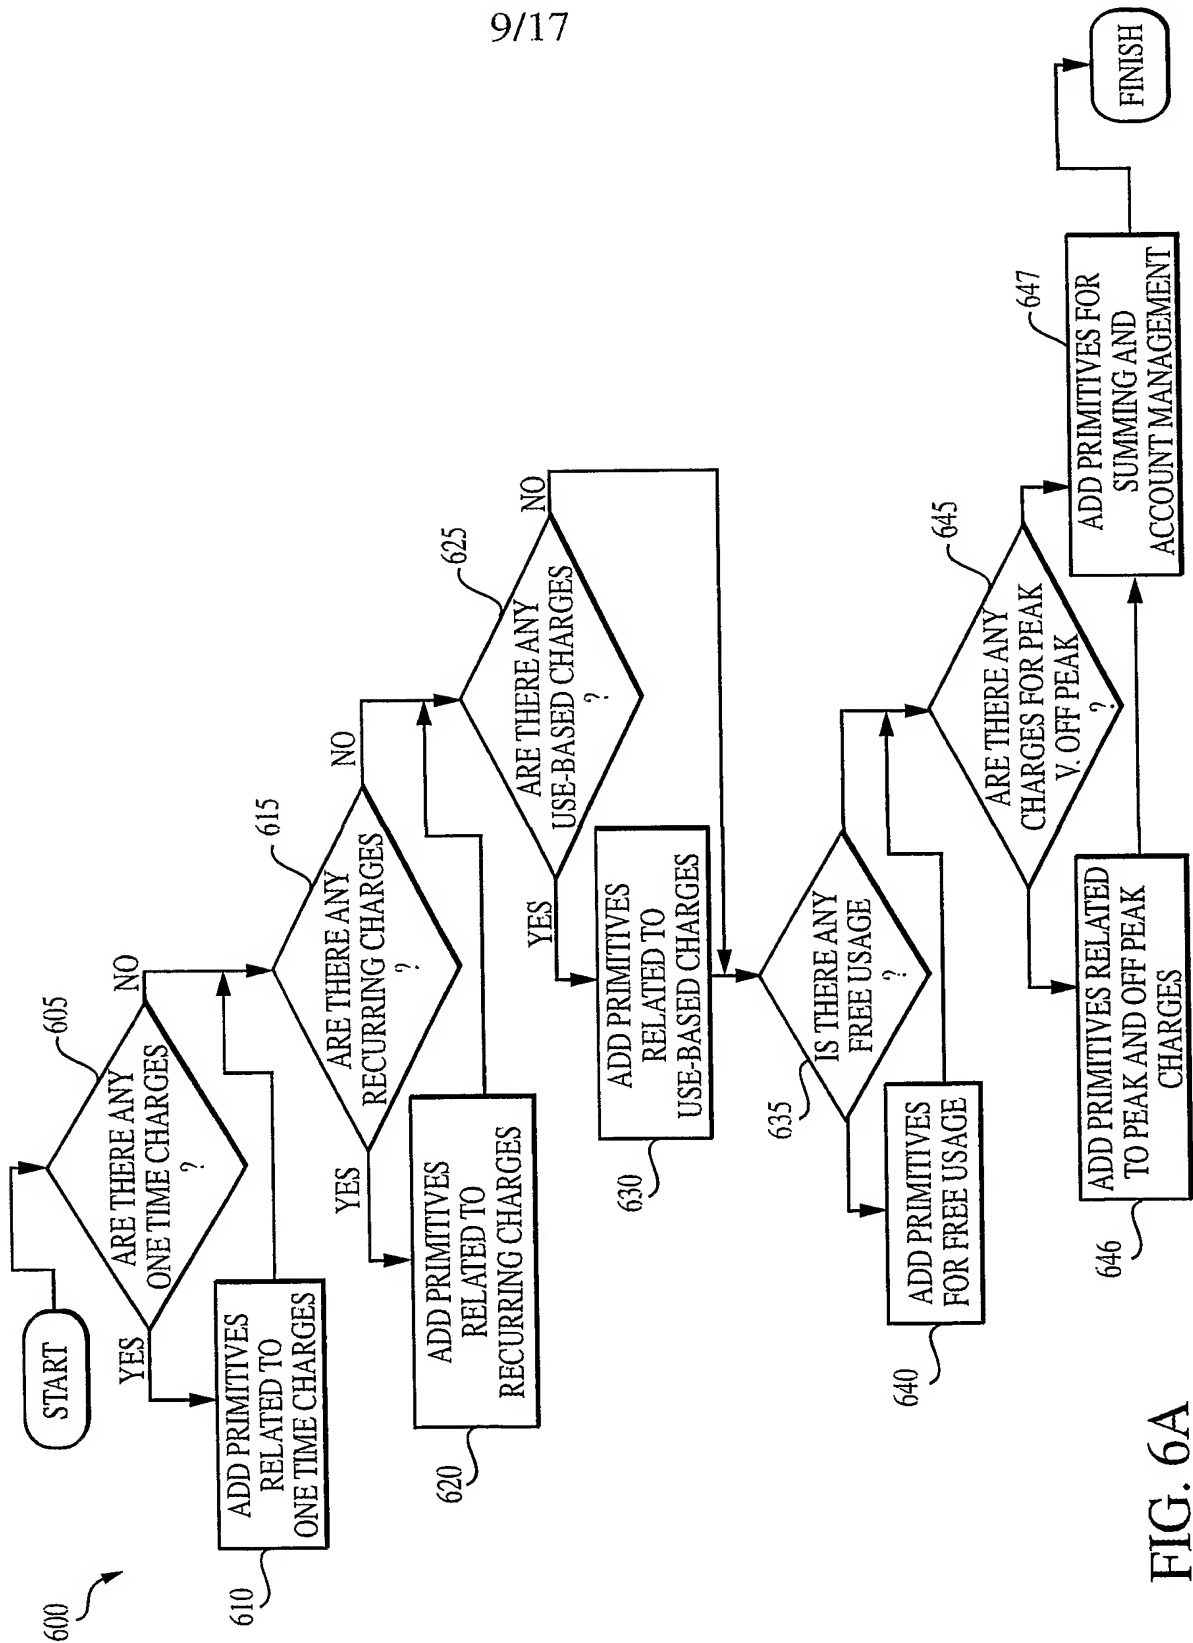 9/17
600
START
605
ARE THERE ANY
ONE TIME CHARGES
?
YES
NO
610
ADD PRIMITIVES
RELATED TO
ONE TIME CHARGES
615
ARE THERE ANY
RECURRING CHARGES
?
YES
NO
620
ADD PRIMITIVES
RELATED TO
RECURRING CHARGES
625
ARE THERE ANY
USE-BASED CHARGES
?
YES
NO
630
ADD PRIMITIVES
RELATED TO
USE-BASED CHARGES
635
IS THERE ANY
FREE USAGE
?
640
ADD PRIMITIVES
FOR FREE USAGE
645
ARE THERE ANY
CHARGES FOR PEAK
V. OFF PEAK
?
646
ADD PRIMITIVES RELATED
TO PEAK AND OFF PEAK
CHARGES
647
ADD PRIMITIVES FOR
SUMMING AND
ACCOUNT MANAGEMENT
FINISH
FIG. 6A